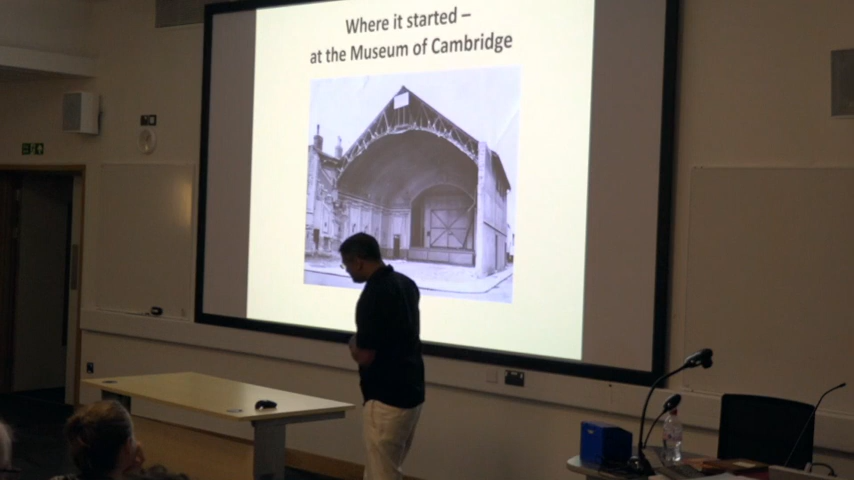 Where it started –
at the Museum of Cambridge